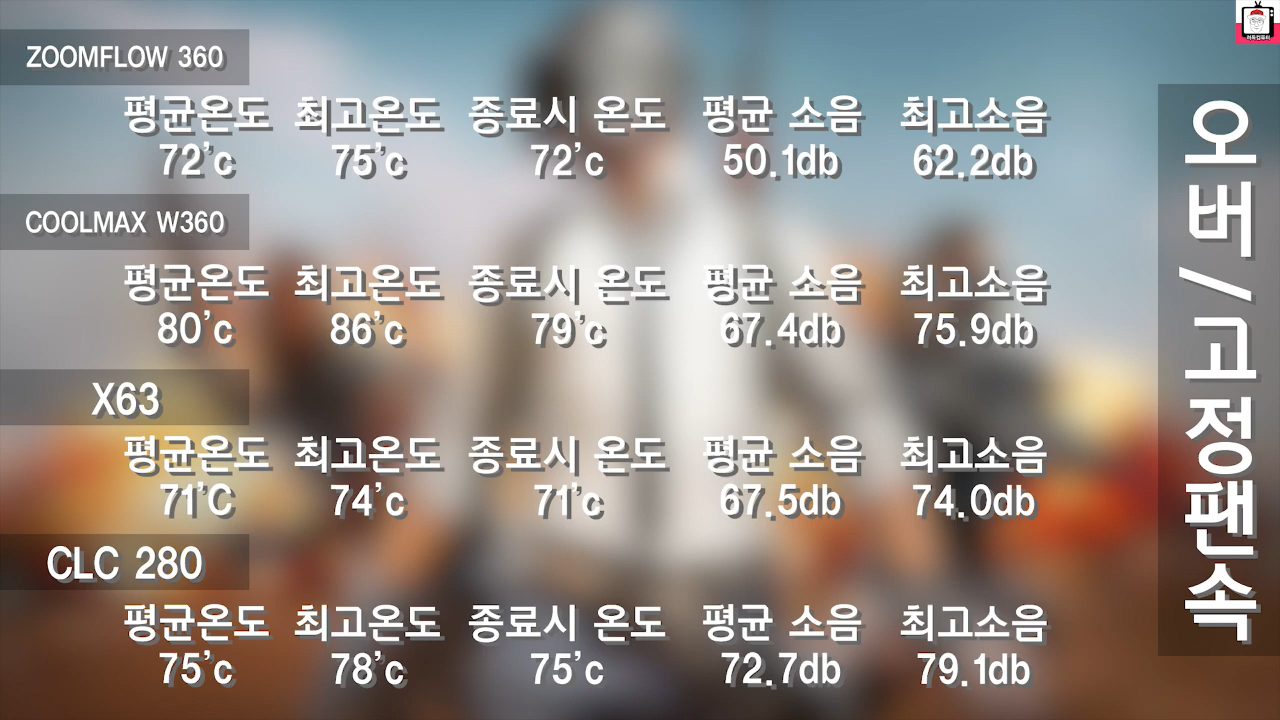 ZOOMFLOW 360
평균온도 최고온도 종료시 온도 평균 소음 최고소음
72'c 75'c 72'c 50.1db 62.2db
COOLMAX W360
평균온도 최고온도 종료시 온도 평균 소음 최고소음
80'c 86'c 79'c 67.4db 75.9db
X63
평균온도 최고온도 종료시 온도 평균 소음 최고소음
71'C 74'c 71'c 67.5db 74.0db
CLC 280
평균온도 최고온도 종료시 온도 평균 소음 최고소음
75'c 78'c 75'c 72.7db 79.1db
오버/고정팬속